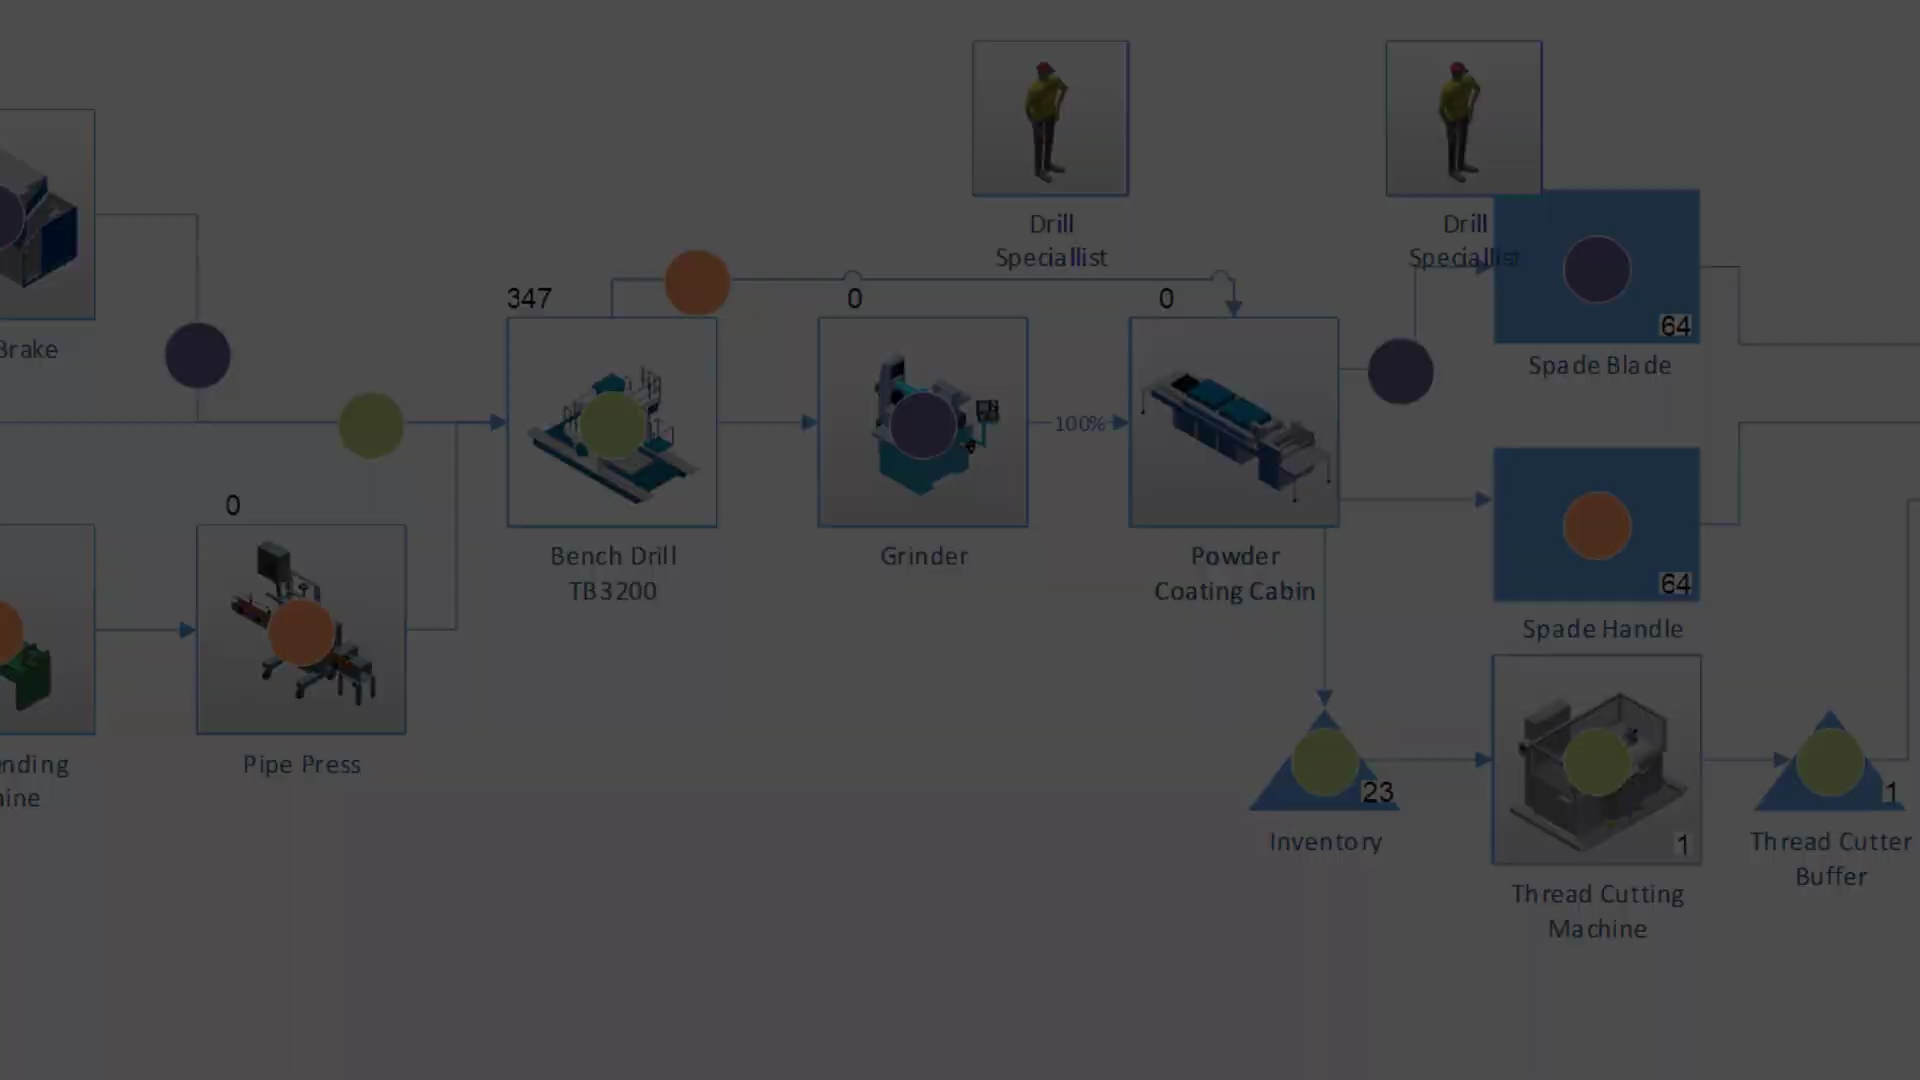 Drill
Speciallist
Drill
Speciallist
347
0
0
64
Brake
Spade Blade
100%
0
Bench Drill
TB3200
Grinder
Powder
Coating Cabin
64
Spade Handle
Pipe Press
ending
ine
23
1
1
Inventory
Thread Cutter
Buffer
Thread Cutting
Machine